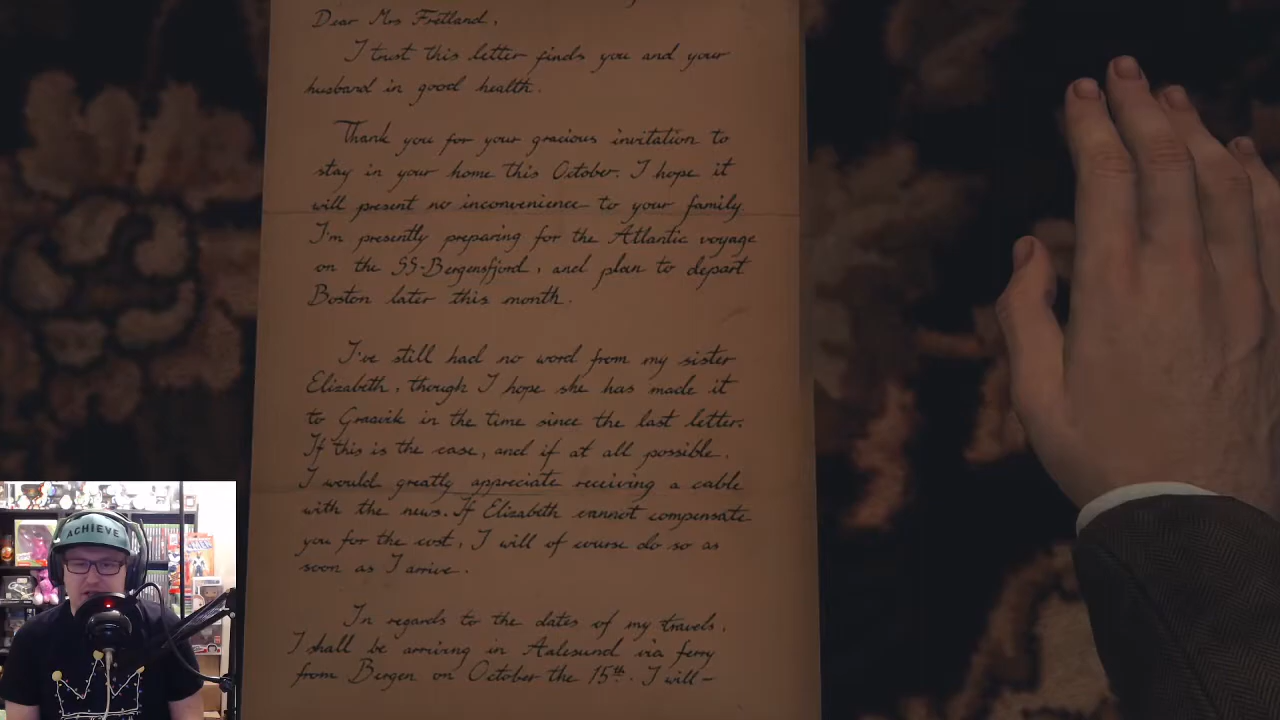 Dear Mrs Fretland,
I trust this letter finds you and your
husband in good health.
Thank you for your gracious invitation to
stay in your home this October. I hope it
will present no inconvenience to your family.
I'm presently preparing for the Atlantic voyage
on the SS-Bergensfjord, and plan to depart
Boston later this month.
I've still had no word from my sister
Elizabeth, though I hope she has made it
to Graavik in the time since the last letter.
If this is the case, and if at all possible,
I would greatly appreciate receiving a cable
with the news. If Elizabeth cannot compensate
you for the cost, I will of course do so as
soon as I arrive.
In regards to the dates of my travels,
I shall be arriving in Aalesund via ferry
from Bergen on October the 15th. I will—
ACHIEVE